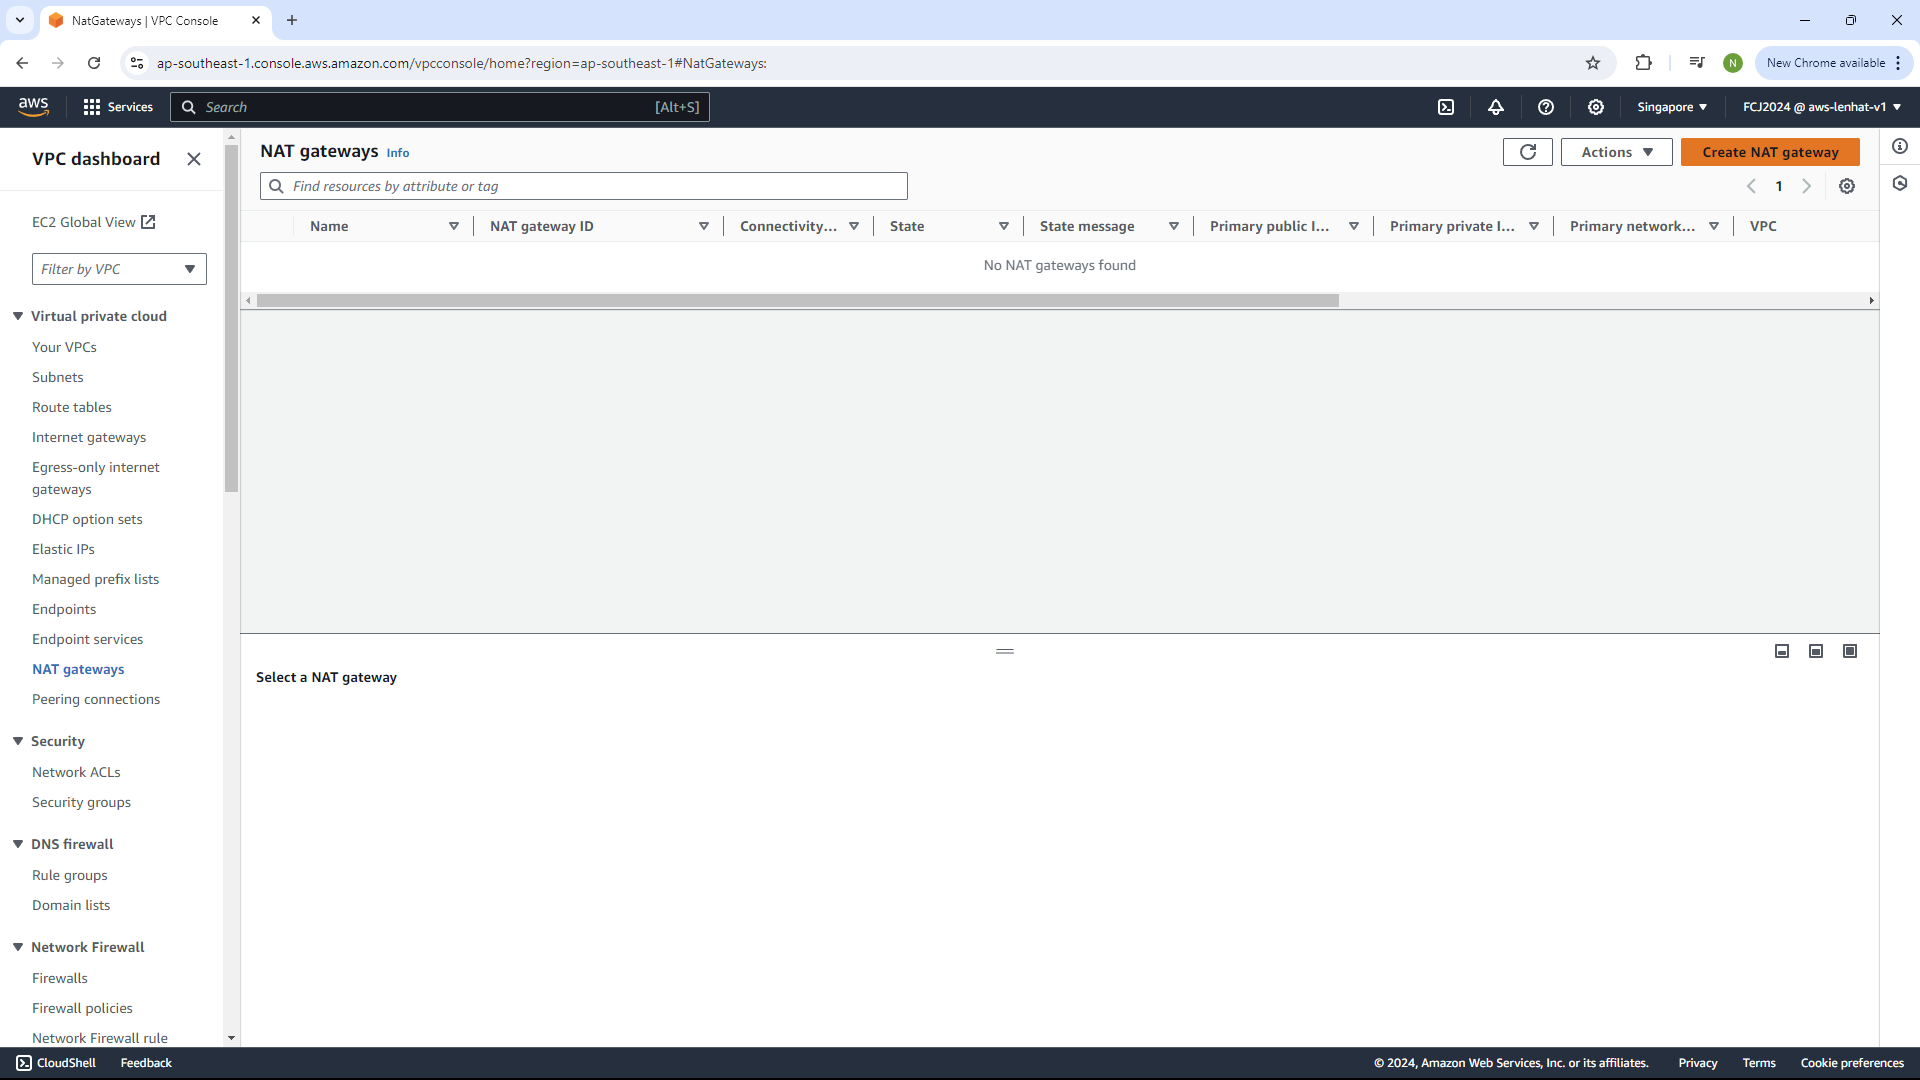 NatGateways | VPC Console
ap-southeast-1.console.aws.amazon.com/vpcconsole/home?region=ap-southeast-1#NatGateways:
N
New Chrome available
aws
Services
Search
[Alt+S]
Singapore
FCJ2024 @ aws-lenhat-v1
VPC dashboard
EC2 Global View
Filter by VPC
Virtual private cloud
Your VPCs
Subnets
Route tables
Internet gateways
Egress-only internet
gateways
DHCP option sets
Elastic IPs
Managed prefix lists
Endpoints
Endpoint services
NAT gateways
Peering connections
Security
Network ACLs
Security groups
DNS firewall
Rule groups
Domain lists
Network Firewall
Firewalls
Firewall policies
Network Firewall rule
NAT gateways Info
Actions
Create NAT gateway
Find resources by attribute or tag
1
Name
NAT gateway ID
Connectivity...
State
State message
Primary public I...
Primary private I...
Primary network...
VPC
No NAT gateways found
Select a NAT gateway
CloudShell
Feedback
© 2024, Amazon Web Services, Inc. or its affiliates.
Privacy
Terms
Cookie preferences